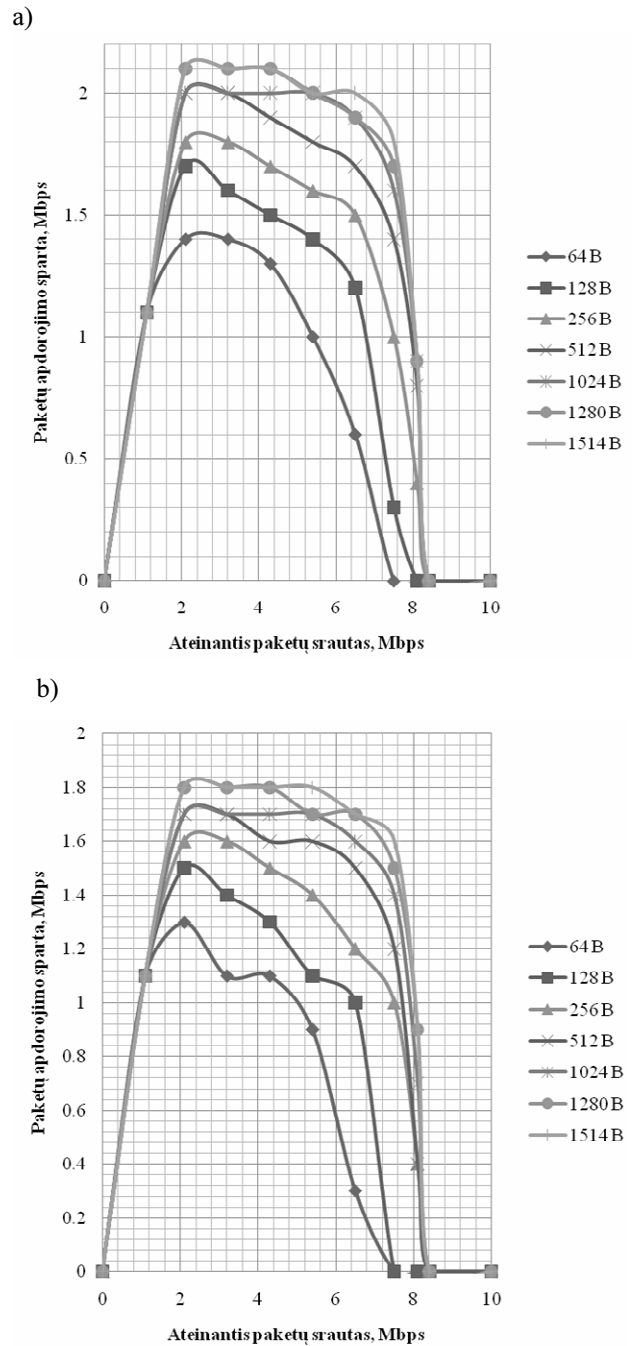 a)
Paketų apdorojimo sparta, Mbps
2
1.5
1
0.5
0
0 2 4 6 8 10
Ateinantis paketų srautas, Mbps
64 B
128 B
256 B
512 B
1024 B
1280 B
1514 B
b)
Paketų apdorojimo sparta, Mbps
2
1.8
1.6
1.4
1.2
1
0.8
0.6
0.4
0.2
0
0 2 4 6 8 10
Ateinantis paketų srautas, Mbps
64 B
128 B
256 B
512 B
1024 B
1280 B
1514 B